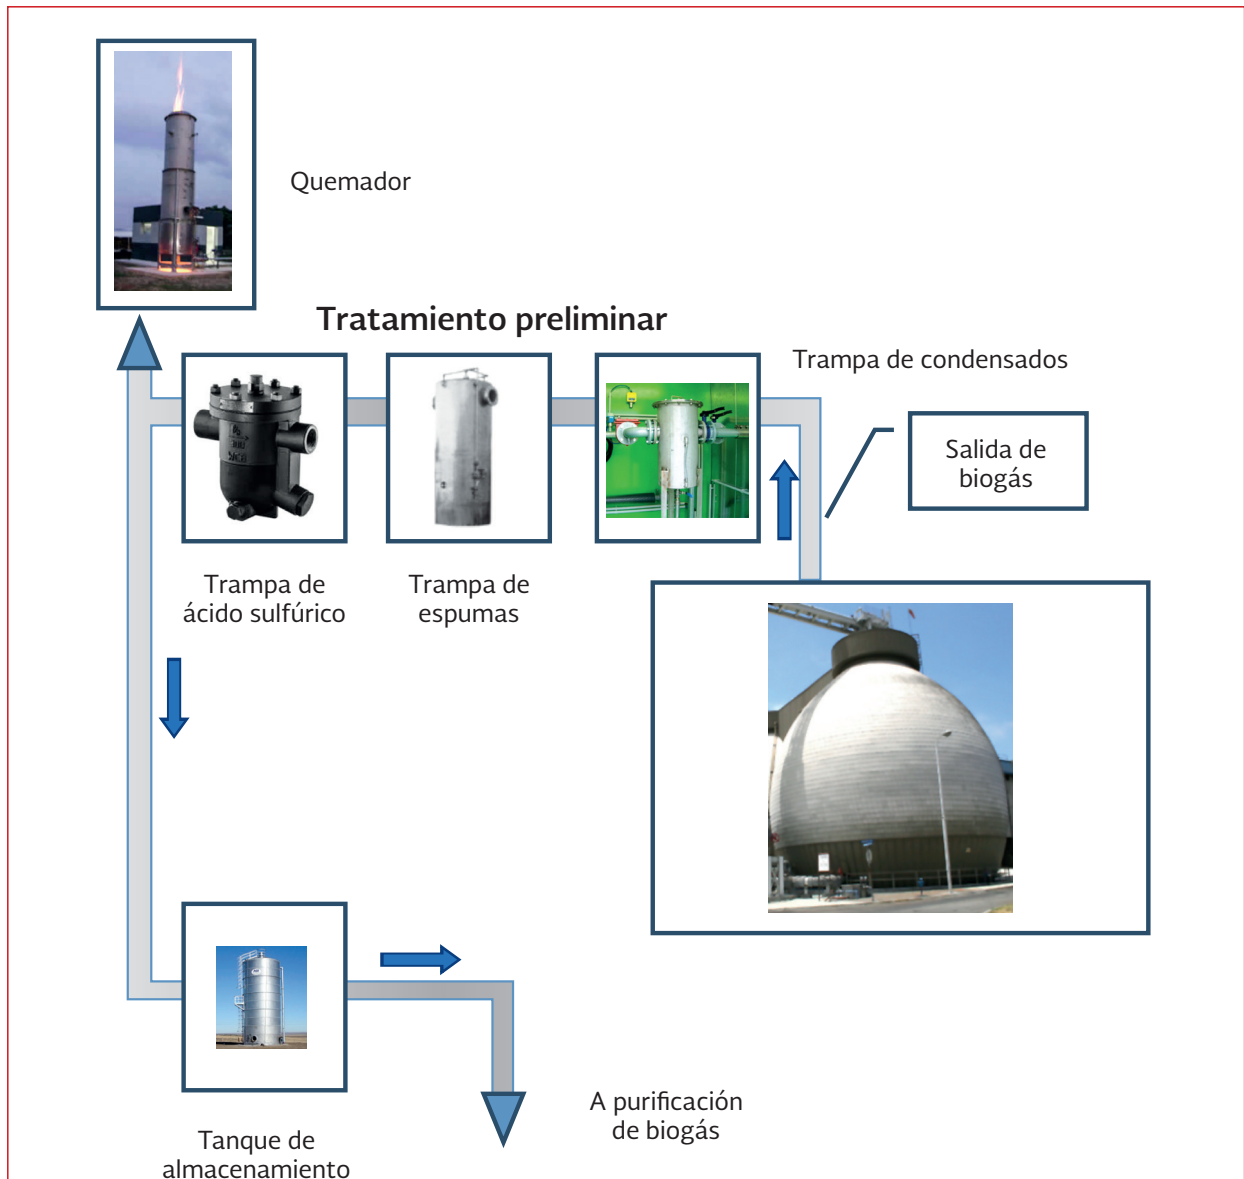 Quemador
Tratamiento preliminar
Trampa de condensados
Salida de
biogás
Trampa de
ácido sulfúrico
Trampa de
espumas
A purificación
de biogás
Tanque de
almacenamiento